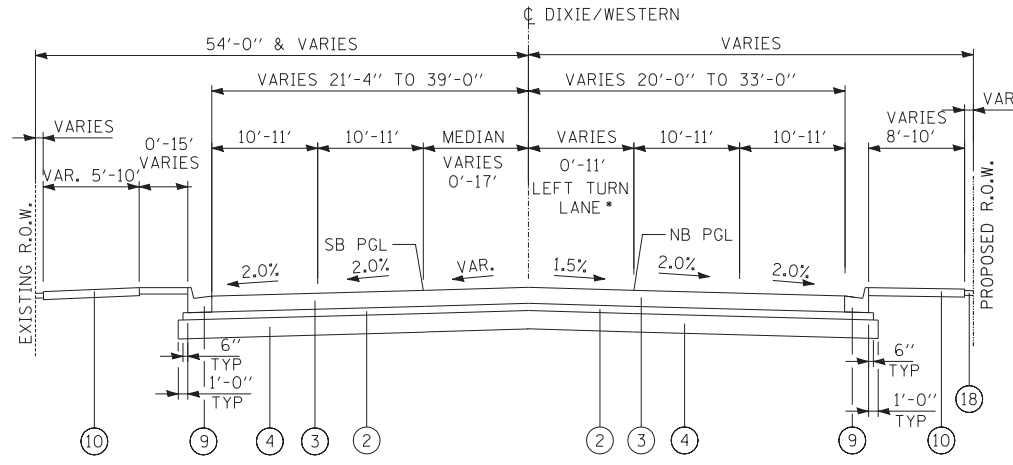 ℄ DIXIE/WESTERN
54'-0" & VARIES
VARIES
VARIES 21'-4" TO 39'-0"
VARIES 20'-0" TO 33'-0"
VARIES
0'-15'
VARIES
VAR. 5'-10'
10'-11'
10'-11'
MEDIAN
VARIES
0'-17'
VARIES
0'-11'
LEFT TURN
LANE*
10'-11'
10'-11'
VARIES
8'-10'
VAR
EXISTING R.O.W.
PROPOSED R.O.W.
SB PGL
NB PGL
2.0%
2.0%
VAR.
1.5%
2.0%
2.0%
6"
TYP
1'-0"
TYP
6"
TYP
1'-0"
TYP
18
10
9
4
3
2
2
3
4
9
10